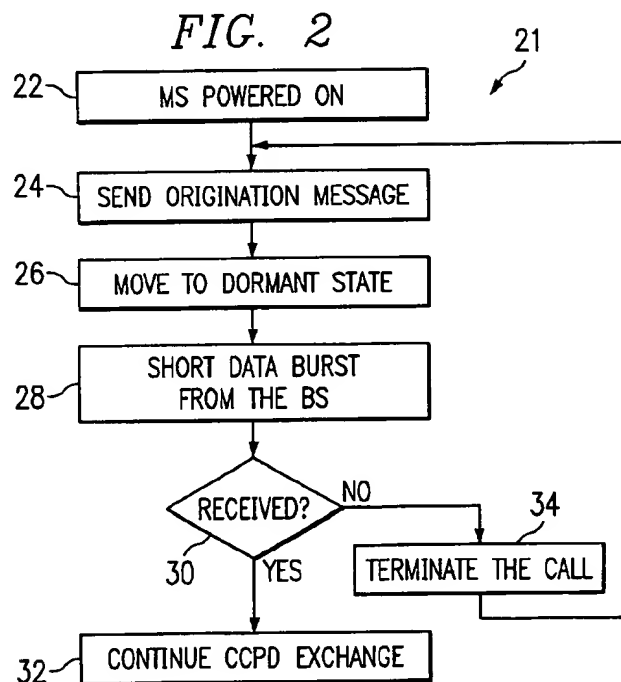 FIG. 2
21
22
MS POWERED ON
24
SEND ORIGINATION MESSAGE
26
MOVE TO DORMANT STATE
28
SHORT DATA BURST
FROM THE BS
RECEIVED?
NO
30
YES
34
TERMINATE THE CALL
32
CONTINUE CCPD EXCHANGE